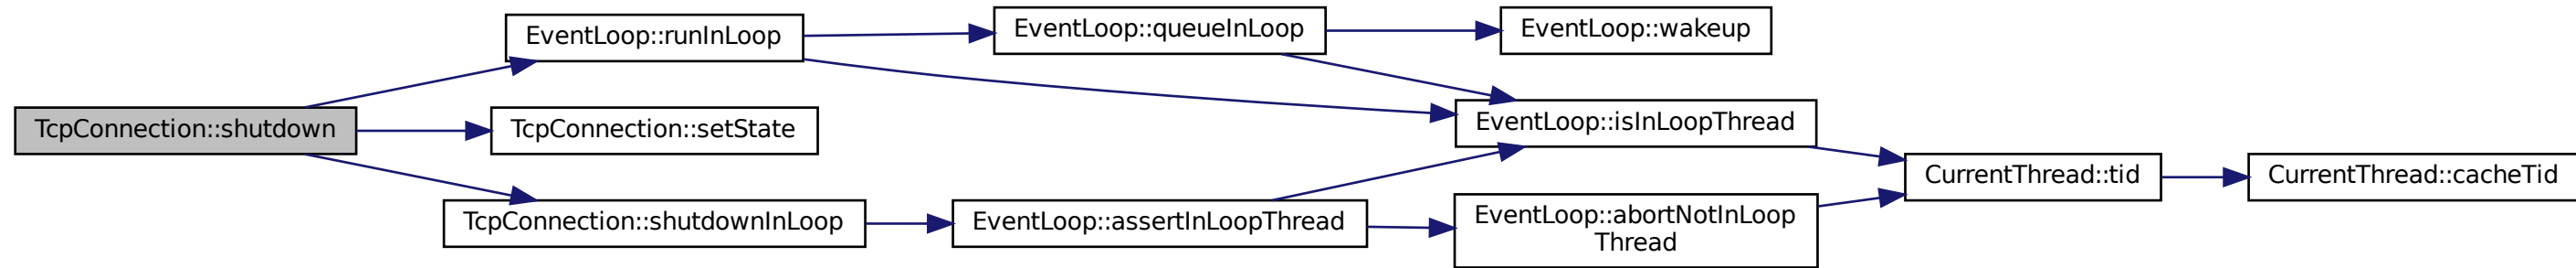 TcpConnection::shutdown
EventLoop::runInLoop
TcpConnection::setState
TcpConnection::shutdownInLoop
EventLoop::queueInLoop
EventLoop::assertInLoopThread
EventLoop::wakeup
EventLoop::isInLoopThread
EventLoop::abortNotInLoop
Thread
CurrentThread::tid
CurrentThread::cacheTid